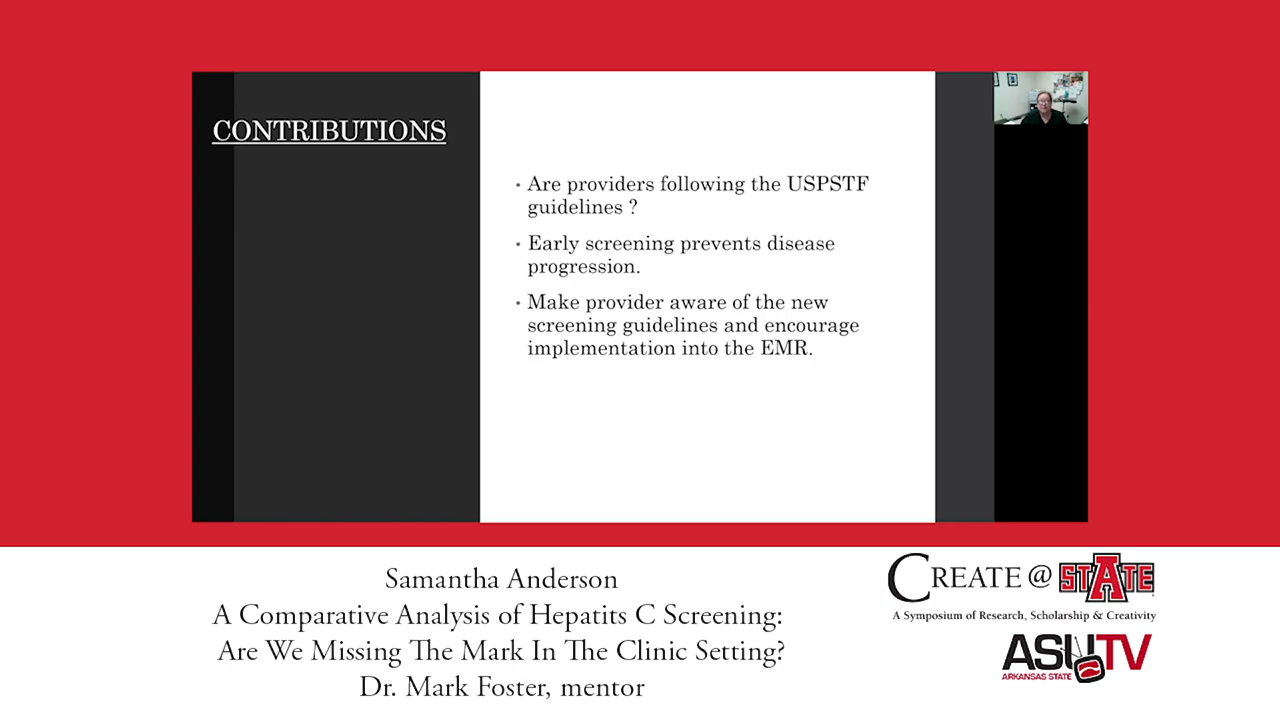 CONTRIBUTIONS
• Are providers following the USPSTF
guidelines ?
• Early screening prevents disease
progression.
• Make provider aware of the new
screening guidelines and encourage
implementation into the EMR.
Samantha Anderson
A Comparative Analysis of Hepatits C Screening:
Are We Missing The Mark In The Clinic Setting?
Dr. Mark Foster, mentor
CREATE @ STATE
A Symposium of Research, Scholarship & Creativity
ASUTV
ARKANSAS STATE